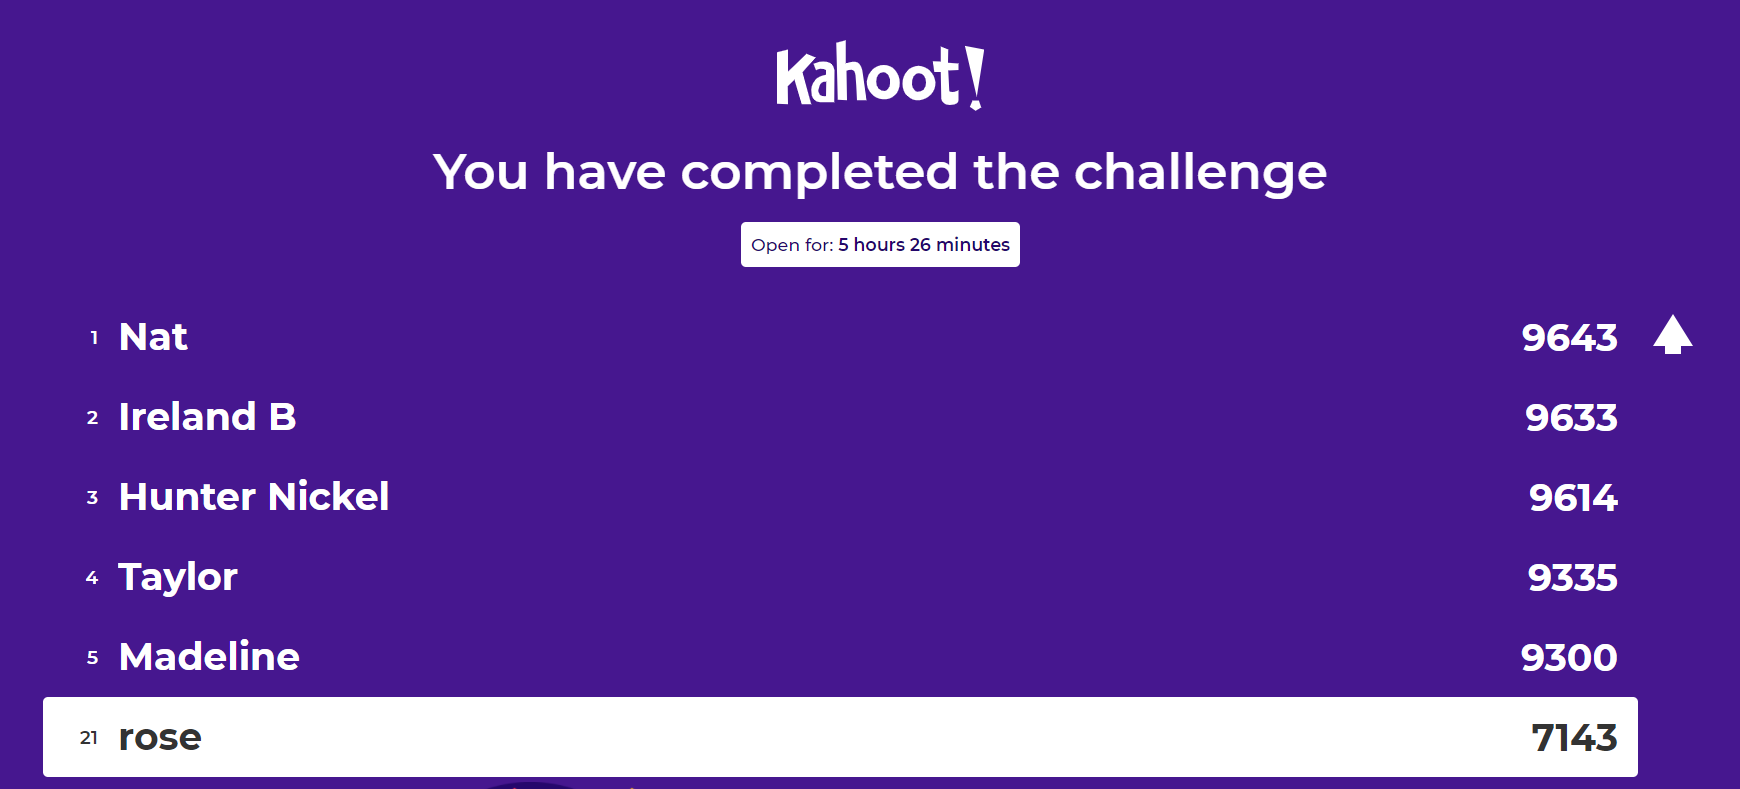 Kahoot!
You have completed the challenge
Open for: 5 hours 26 minutes
1 Nat 9643
2 Ireland B 9633
3 Hunter Nickel 9614
4 Taylor 9335
5 Madeline 9300
21 rose 7143